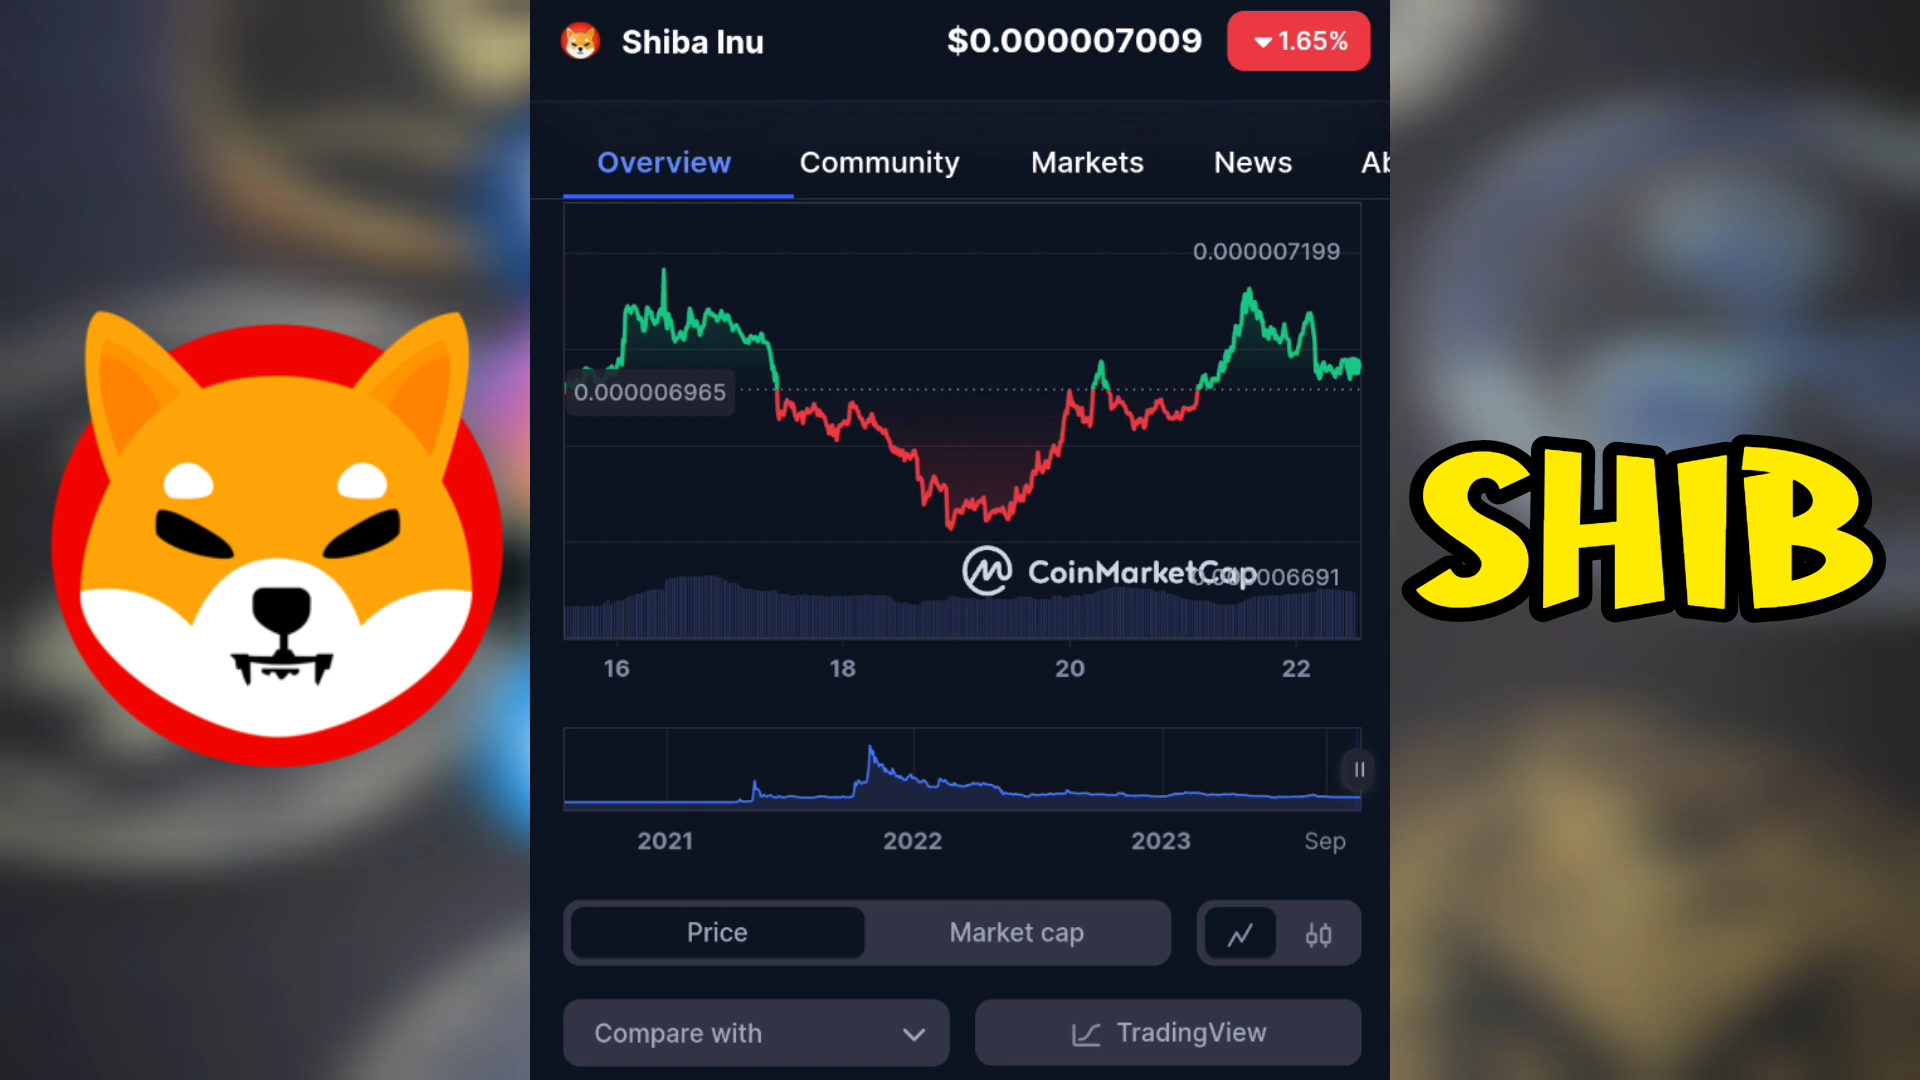 Shiba Inu $0.000007009 1.65%
Overview Community Markets News Ab
0.000007199
0.000006965
SHIB
CoinMarketCap
16 18 20 22
2021 2022 2023 Sep
Price Market cap
Compare with TradingView